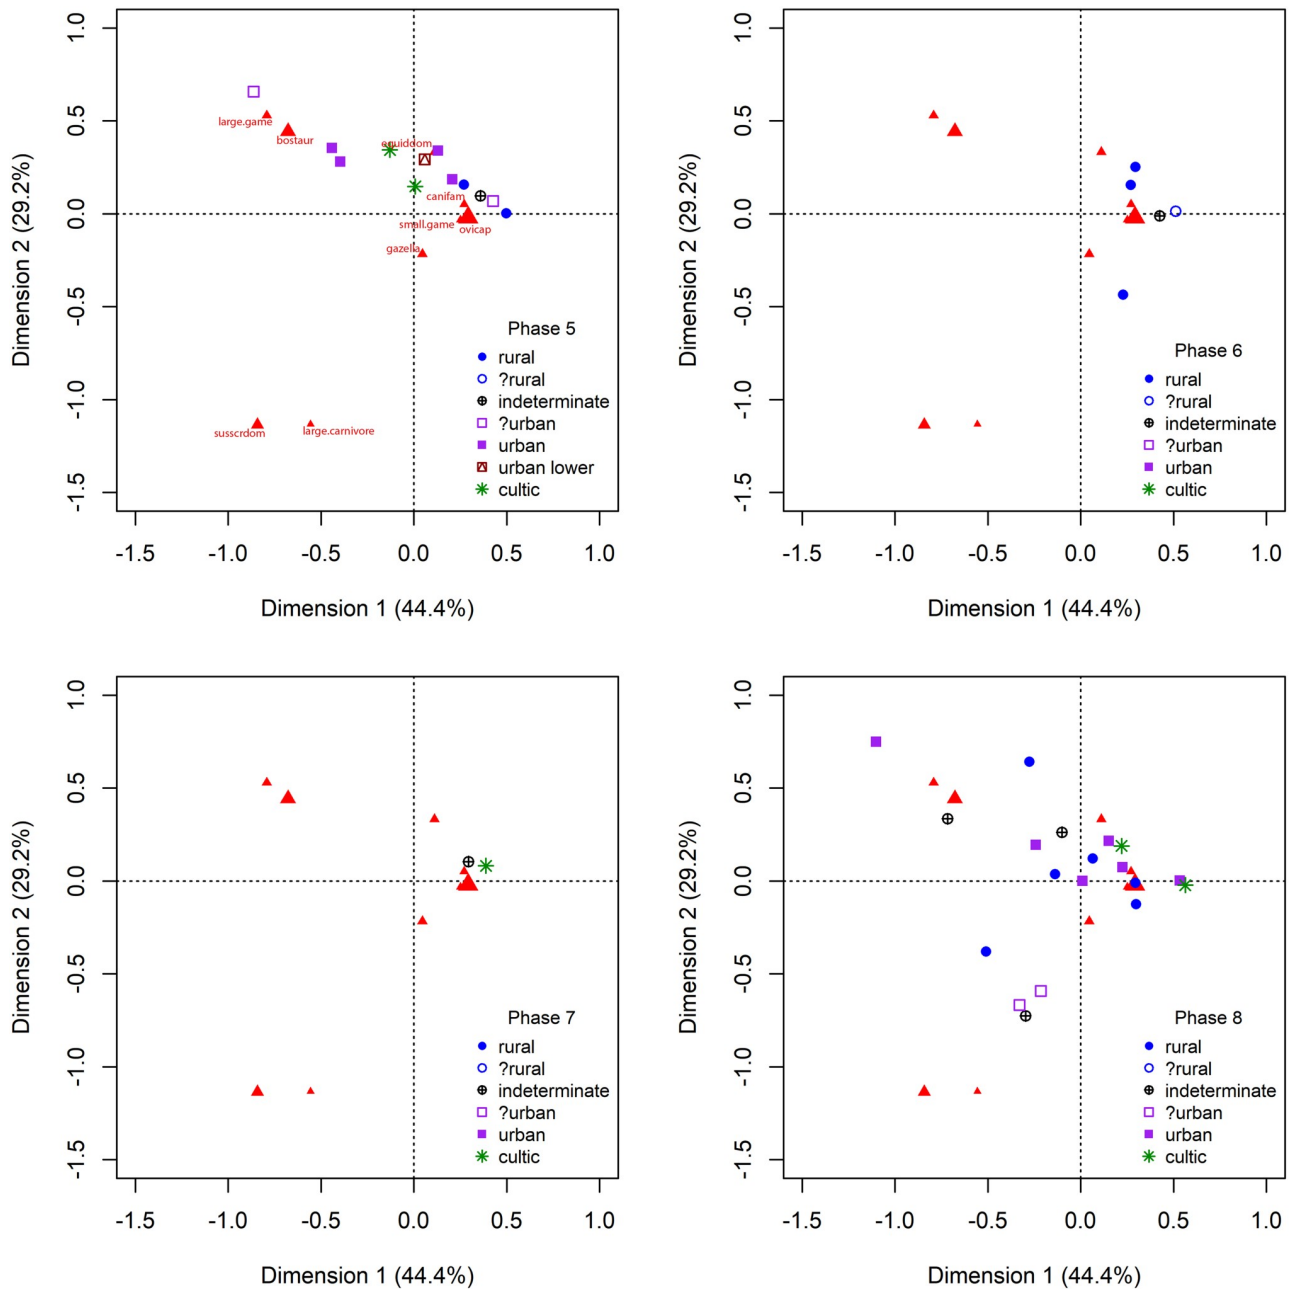 1.0
0.5
0.0
-0.5
-1.0
-1.5
Dimension 2 (29.2%)
large.game
bostaur
equiddom
canifam
small.game
ovicap
gazella
susscrdom
large.carnivore
Phase 5
rural
?rural
indeterminate
?urban
urban
urban lower
cultic
-1.5 -1.0 -0.5 0.0 0.5 1.0
Dimension 1 (44.4%)
1.0
0.5
0.0
-0.5
-1.0
-1.5
Dimension 2 (29.2%)
Phase 6
rural
?rural
indeterminate
?urban
urban
cultic
-1.5 -1.0 -0.5 0.0 0.5 1.0
Dimension 1 (44.4%)
1.0
0.5
0.0
-0.5
-1.0
-1.5
Dimension 2 (29.2%)
Phase 7
rural
?rural
indeterminate
?urban
urban
cultic
-1.5 -1.0 -0.5 0.0 0.5 1.0
Dimension 1 (44.4%)
1.0
0.5
0.0
-0.5
-1.0
-1.5
Dimension 2 (29.2%)
Phase 8
rural
?rural
indeterminate
?urban
urban
cultic
-1.5 -1.0 -0.5 0.0 0.5 1.0
Dimension 1 (44.4%)